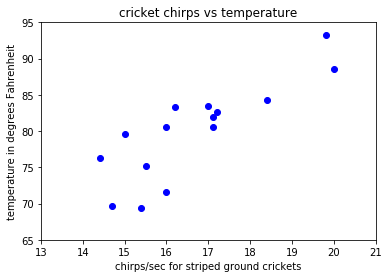 cricket chirps vs temperature
95
90
85
80
75
70
65
temperature in degrees Fahrenheit
13 14 15 16 17 18 19 20 21
chirps/sec for striped ground crickets